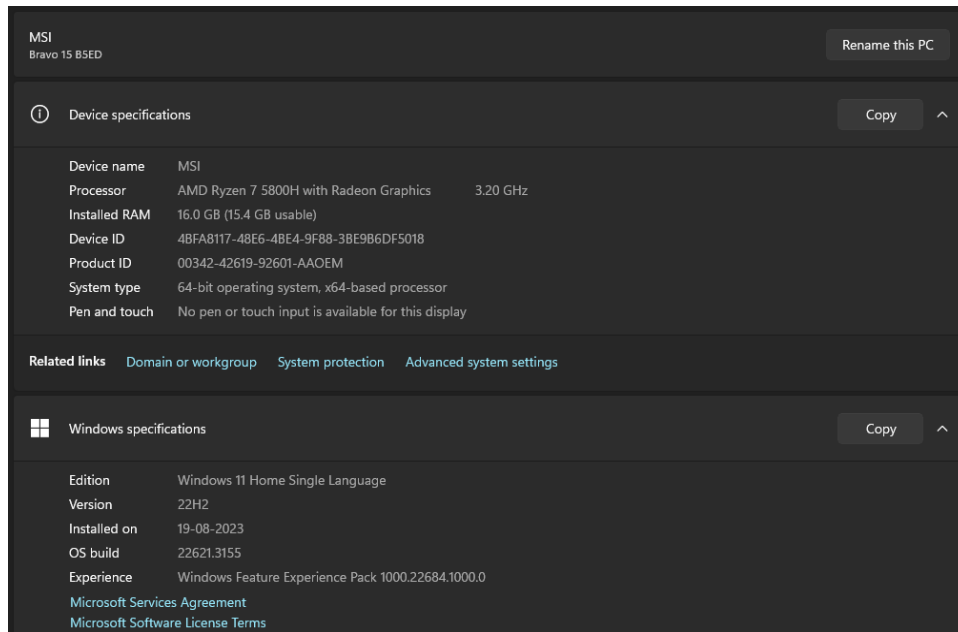 MSI
Bravo 15 B5ED
Rename this PC
Device specifications
Copy
Device name MSI
Processor AMD Ryzen 7 5800H with Radeon Graphics 3.20 GHz
Installed RAM 16.0 GB (15.4 GB usable)
Device ID 4BFA8117-48E6-4BE4-9F88-3BE9B6DF5018
Product ID 00342-42619-92601-AAOEM
System type 64-bit operating system, x64-based processor
Pen and touch No pen or touch input is available for this display
Related links Domain or workgroup System protection Advanced system settings
Windows specifications
Copy
Edition Windows 11 Home Single Language
Version 22H2
Installed on 19-08-2023
OS build 22621.3155
Experience Windows Feature Experience Pack 1000.22684.1000.0
Microsoft Services Agreement
Microsoft Software License Terms